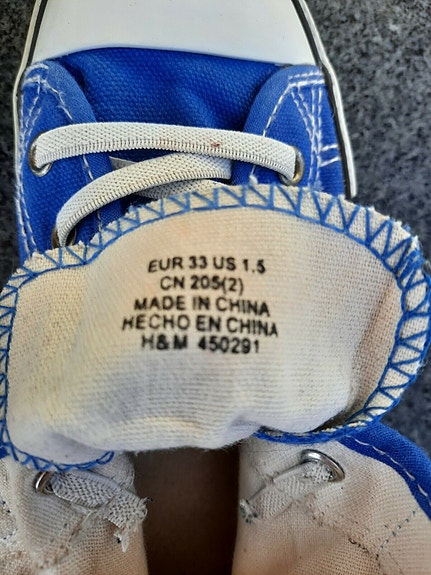 EUR 33 US 1.5
CN 205(2)
MADE IN CHINA
HECHO EN CHINA
H&M 450291